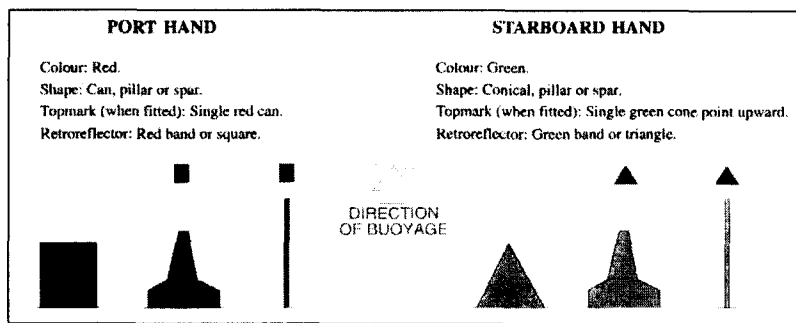 PORT HAND
Colour: Red.
Shape: Can, pillar or spar.
Topmark (when fitted): Single red can.
Retroreflector: Red band or square.
STARBOARD HAND
Colour: Green.
Shape: Conical, pillar or spar.
Topmark (when fitted): Single green cone point upward.
Retroreflector: Green band or triangle.
DIRECTION
OF BUOYAGE